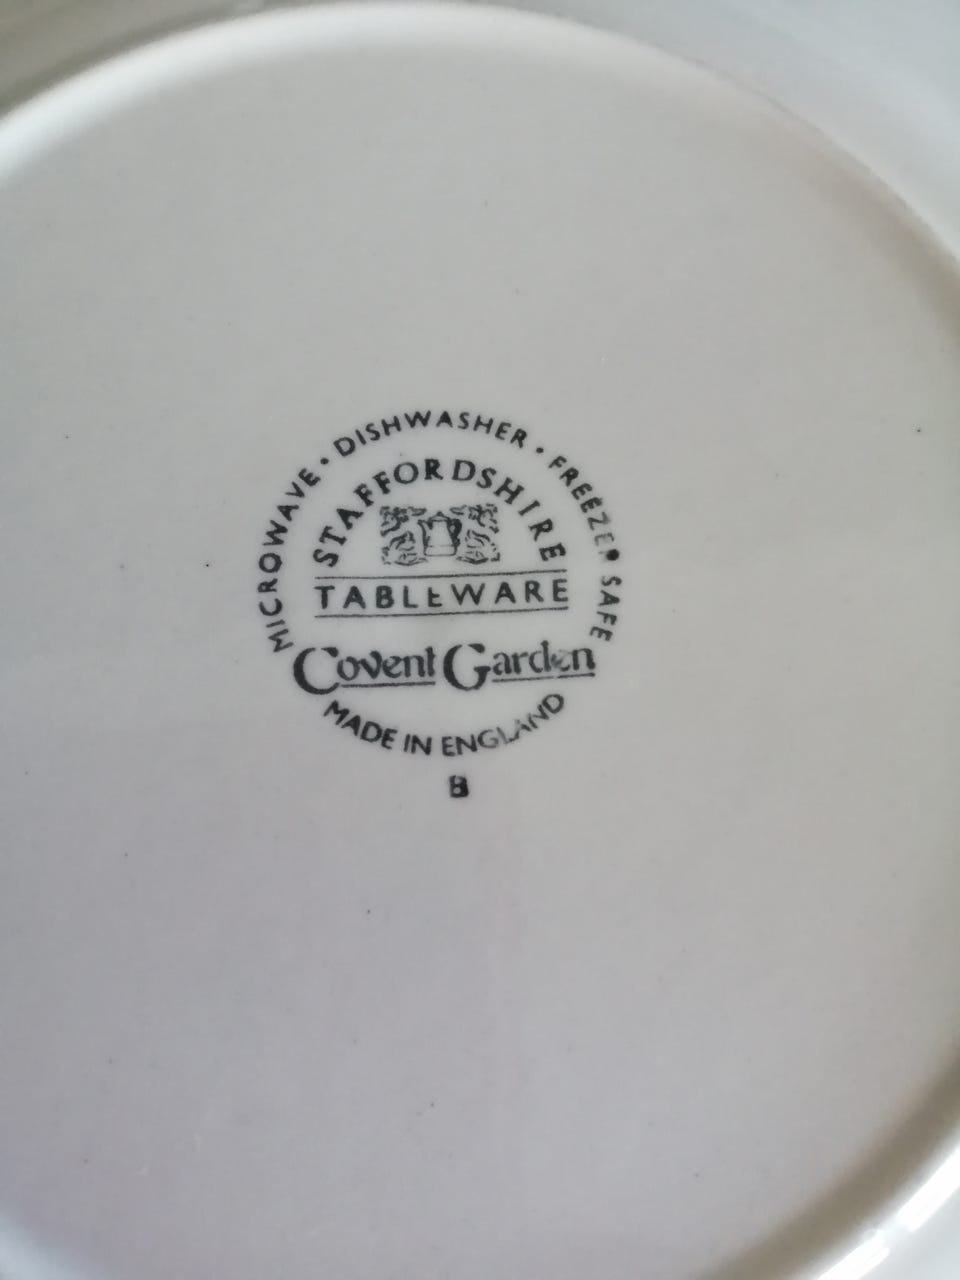 MICROWAVE • DISHWASHER • FREEZER SAFE
STAFFORDSHIRE
TABLEWARE
Covent Garden
MADE IN ENGLAND
B